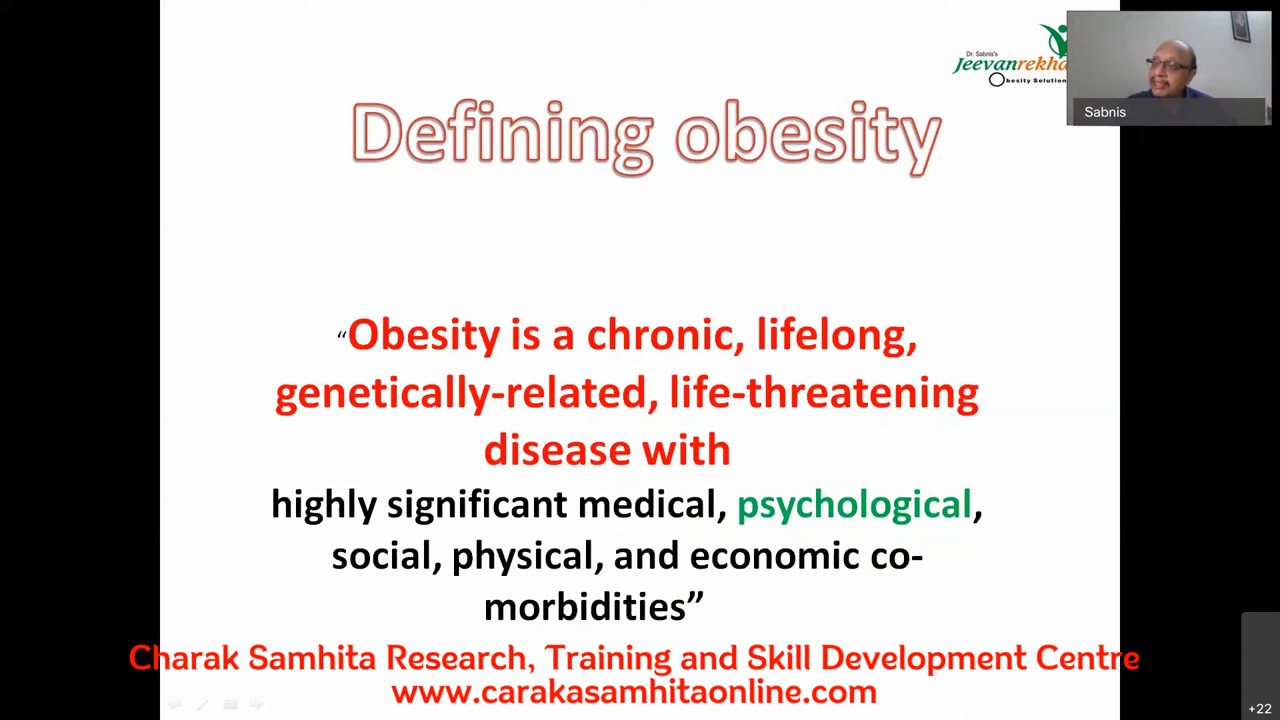 Dr. Sabnis's
Jeevanrekha
Obesity Solution
Sabnis
Defining obesity
“Obesity is a chronic, lifelong,
genetically-related, life-threatening
disease with
highly significant medical, psychological,
social, physical, and economic co-
morbidities”
Charak Samhita Research, Training and Skill Development Centre
www.carakasamhitaonline.com
+22